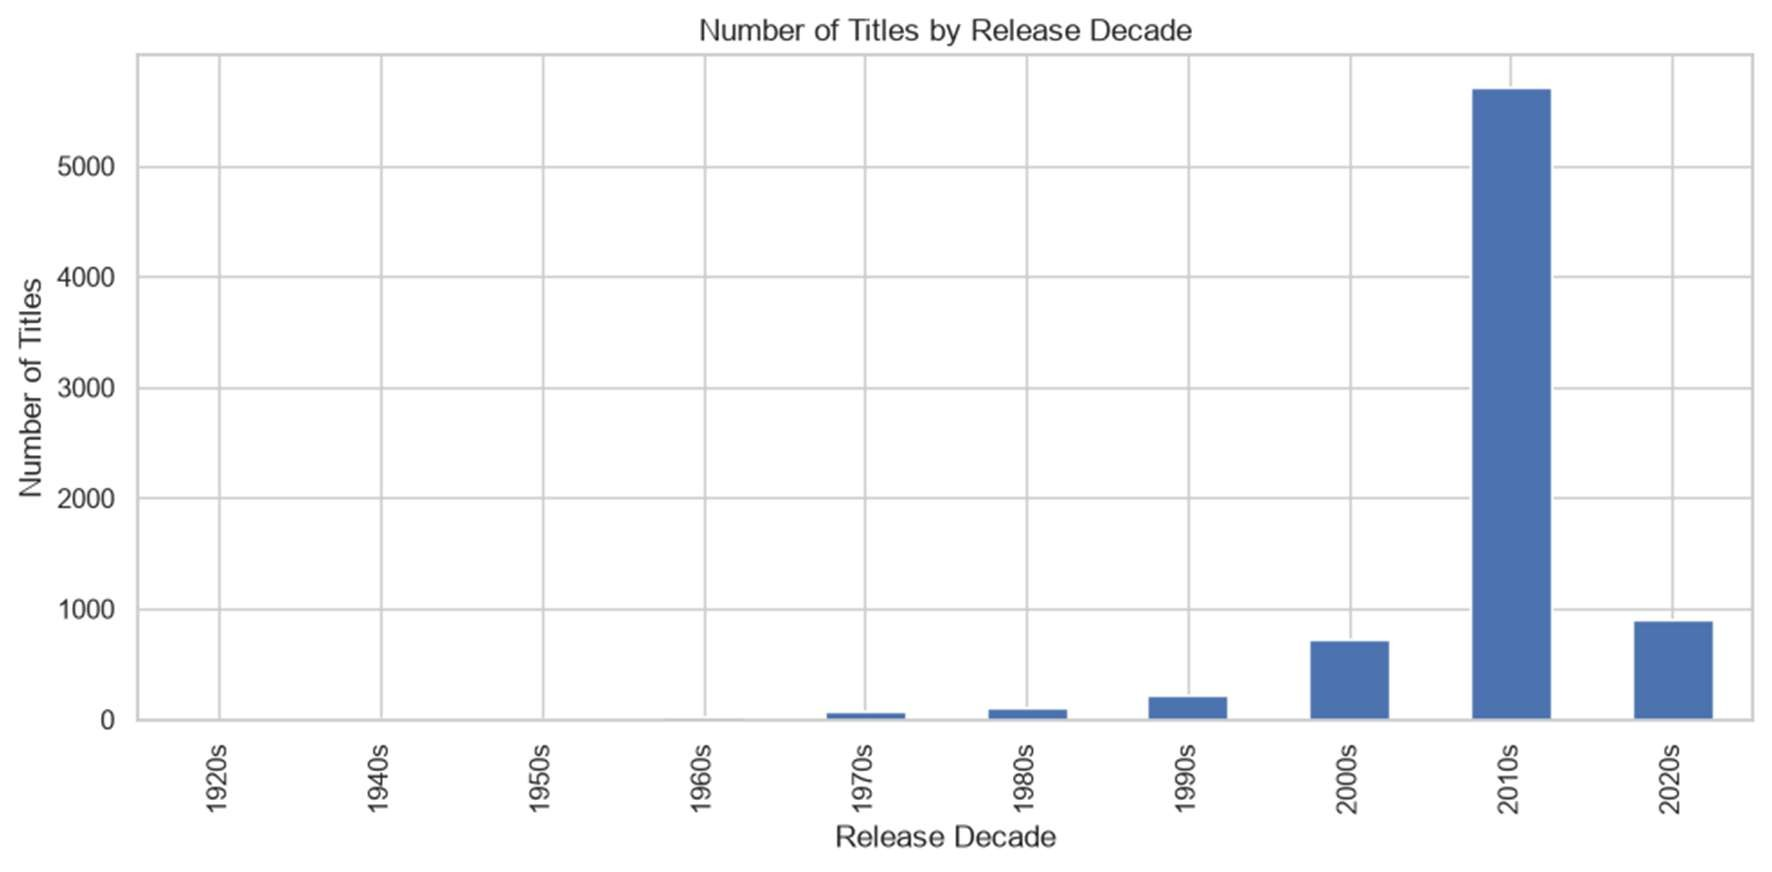 Number of Titles by Release Decade
Number of Titles
5000
4000
3000
2000
1000
0
1920s
1940s
1950s
1960s
1970s
1980s
1990s
2000s
2010s
2020s
Release Decade